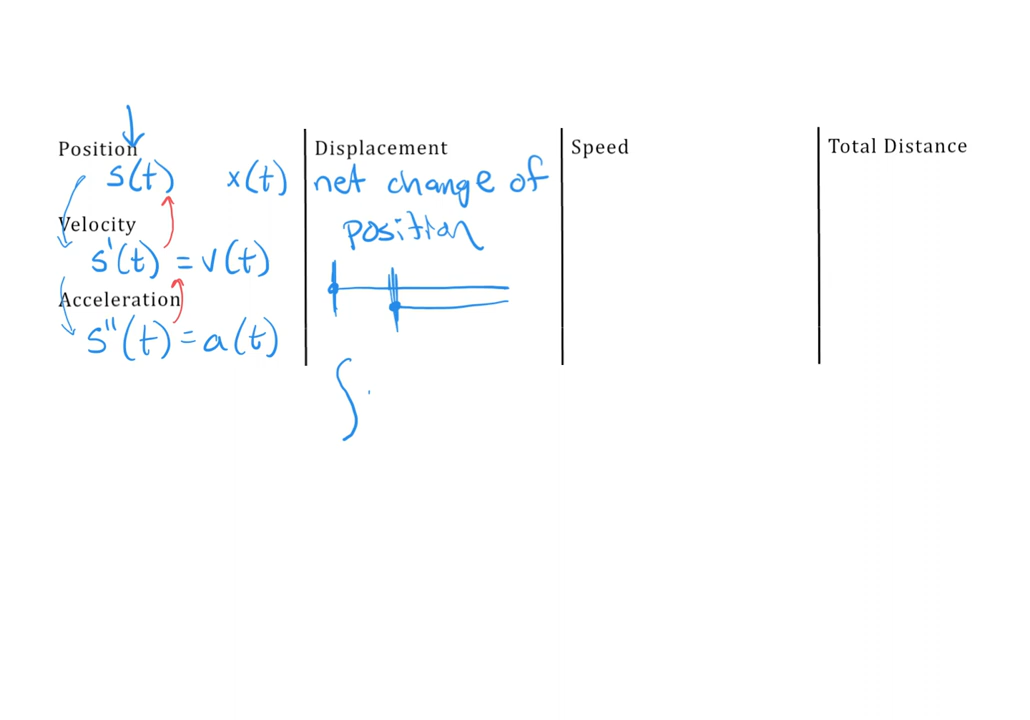 Position
s(t) x(t)
Velocity
s'(t) = v(t)
Acceleration
s''(t) = a(t)
Displacement
net change of
position
∫
Speed
Total Distance